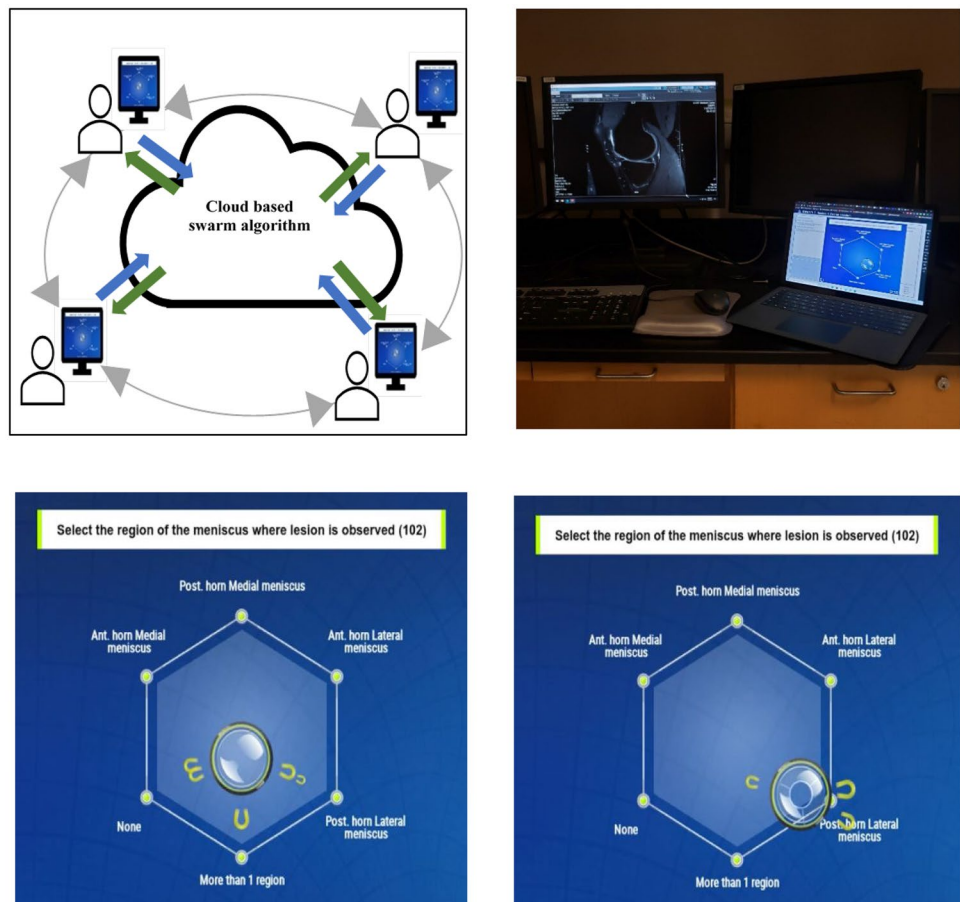 Cloud based
swarm algorithm
Select the region of the meniscus where lesion is observed (102)
Post. horn Medial meniscus
Ant. horn Medial
meniscus
Ant. horn Lateral
meniscus
None
Post. horn Lateral
meniscus
More than 1 region
Select the region of the meniscus where lesion is observed (102)
Post. horn Medial meniscus
Ant. horn Medial
meniscus
Ant. horn Lateral
meniscus
None
Post. horn Lateral
meniscus
More than 1 region